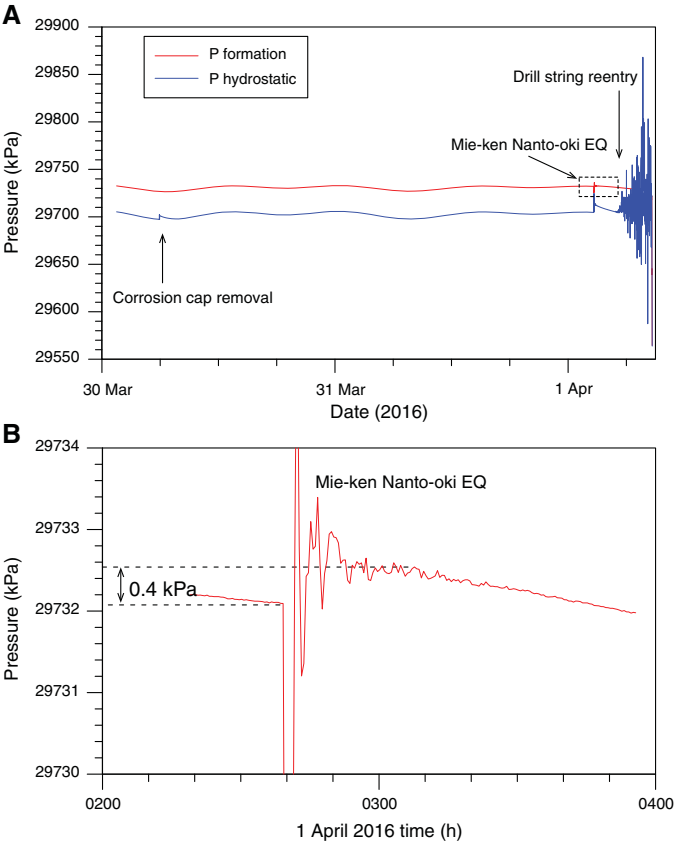 A
29900
29850
29800
29750
29700
29650
29600
29550
Pressure (kPa)
P formation
P hydrostatic
Drill string reentry
Mie-ken Nanto-oki EQ
Corrosion cap removal
30 Mar
31 Mar
1 Apr
Date (2016)
B
29734
29733
29732
29731
29730
Pressure (kPa)
Mie-ken Nanto-oki EQ
0.4 kPa
0200
0300
0400
1 April 2016 time (h)